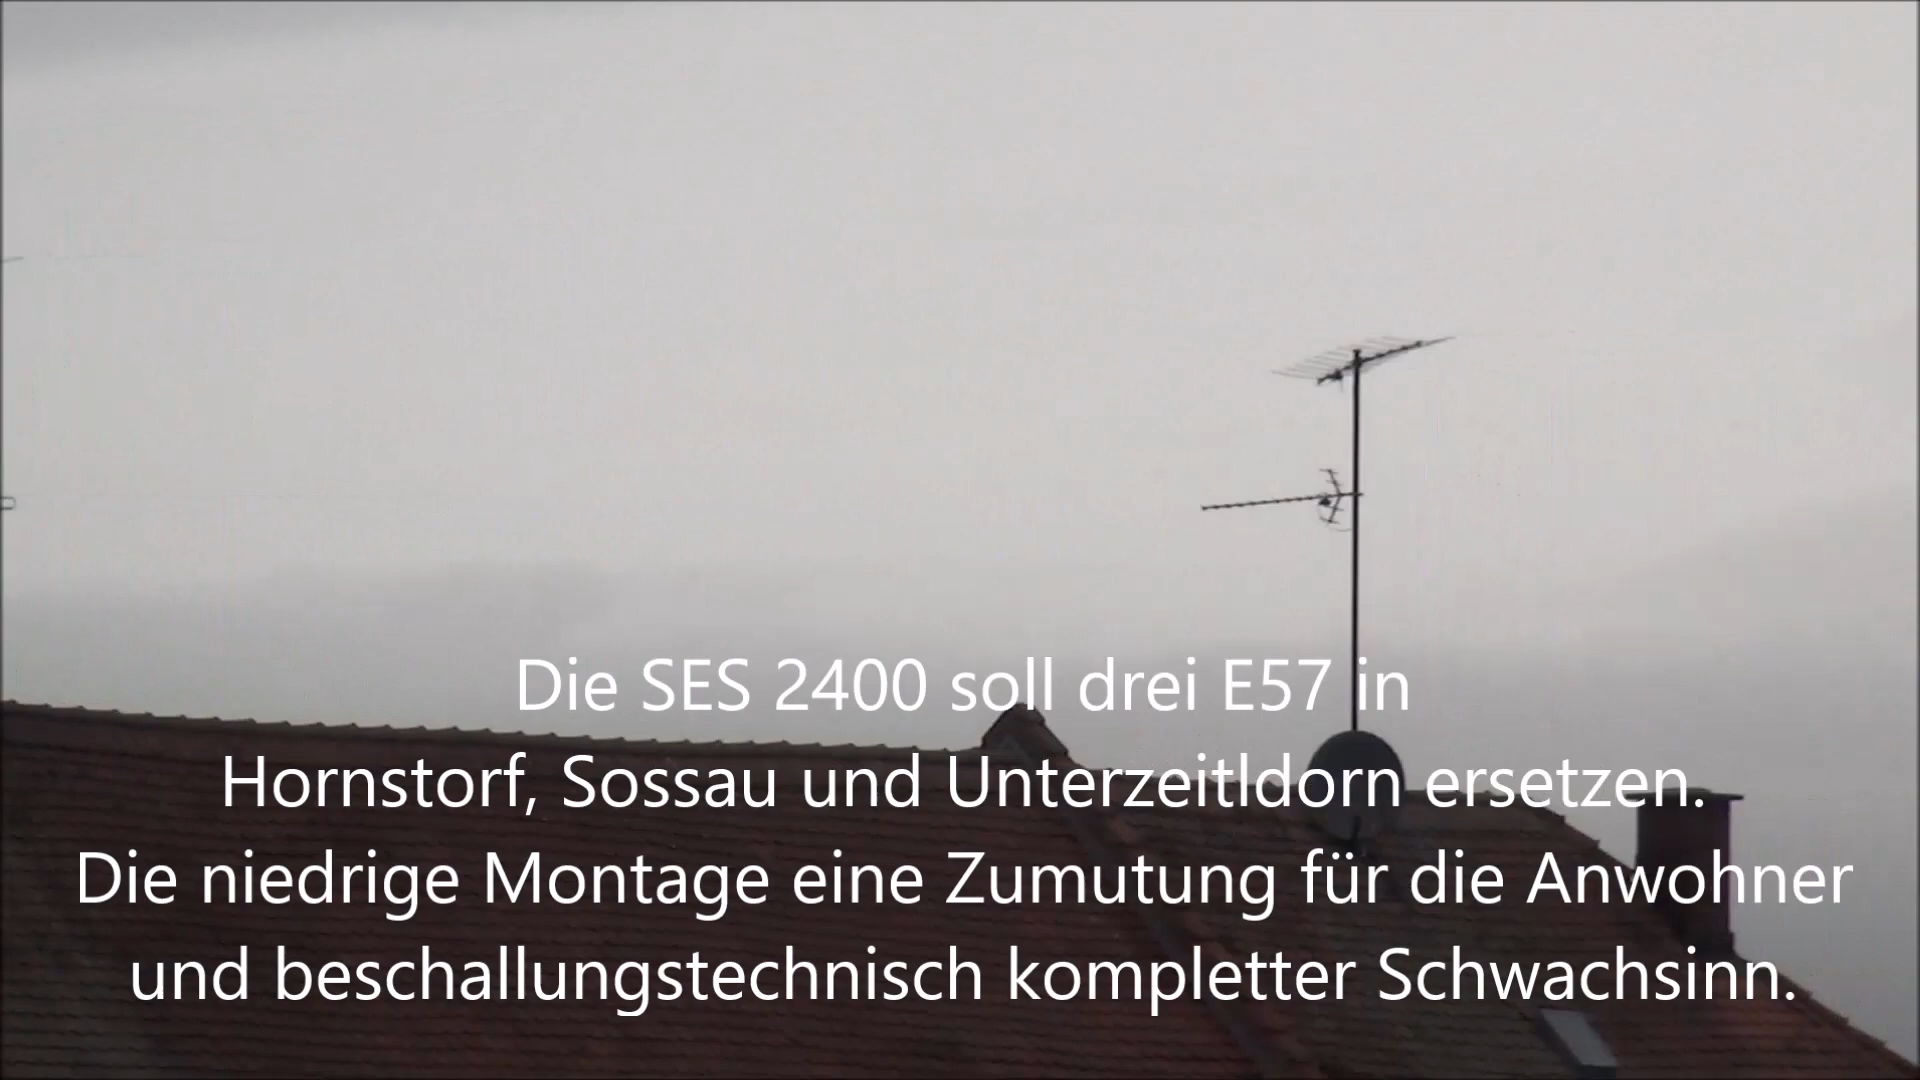 Die SES 2400 soll drei E57 in
Hornstorf, Sossau und Unterzeitldorn ersetzen.
Die niedrige Montage eine Zumutung für die Anwohner
und beschallungstechnisch kompletter Schwachsinn.